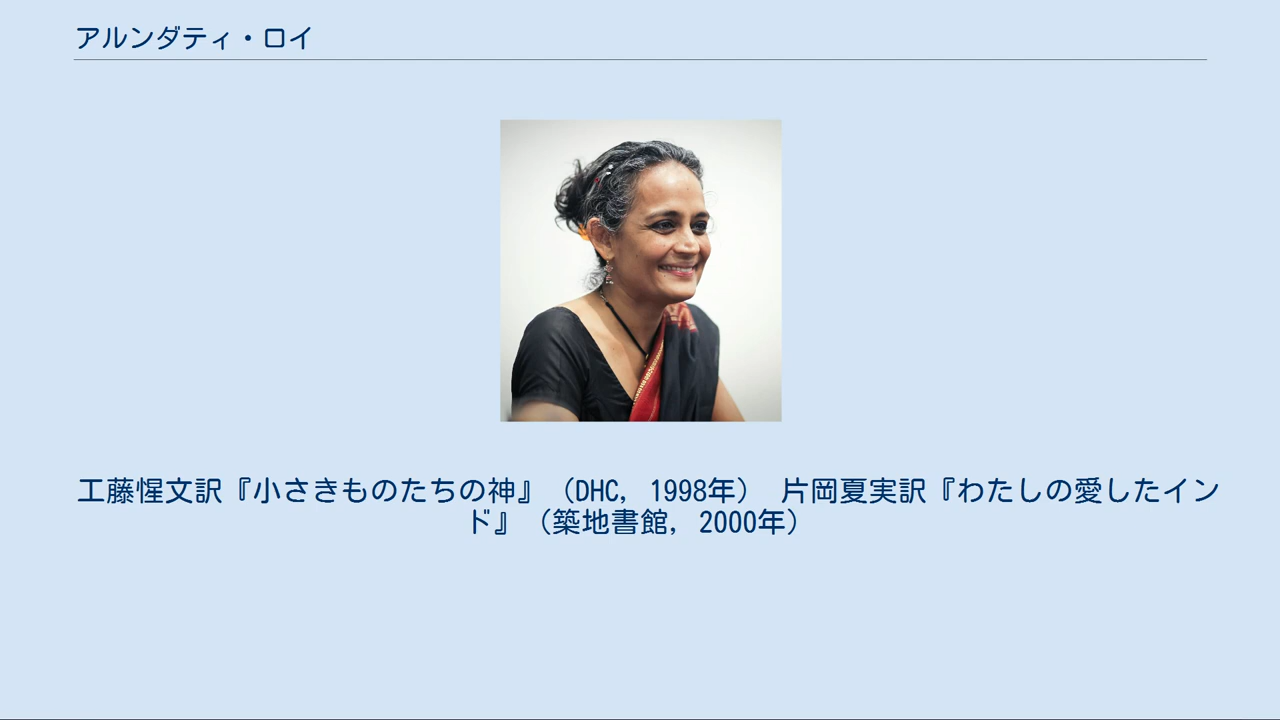 アルンダティ・ロイ
工藤惺文訳『小さきものたちの神』（DHC, 1998年） 片岡夏実訳『わたしの愛したイン
ド』（築地書館, 2000年）